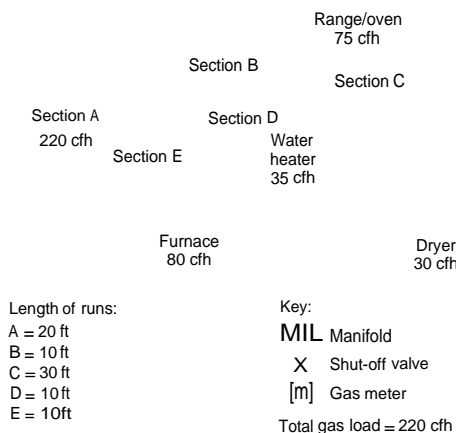 Range/oven
75 cfh
Section B
Section C
Section A
220 cfh
Section D
Section E
Water
heater
35 cfh
Furnace
80 cfh
Dryer
30 cfh
Length of runs:
A = 20 ft
B = 10 ft
C = 30 ft
D = 10 ft
E = 10ft
Key:
MIL Manifold
X Shut-off valve
[m] Gas meter
Total gas load = 220 cfh